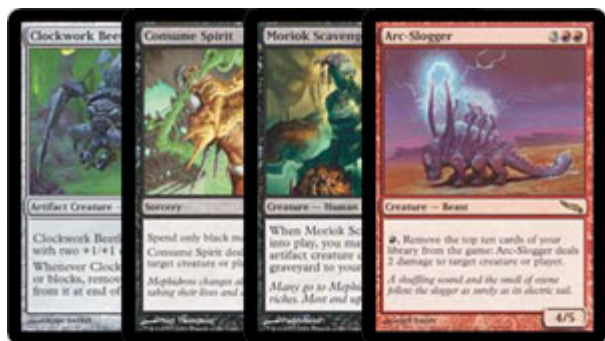 Clockwork Bee
Artifact Creature —
Clockwork Beetl
with two +1/+1 c
Whenever Clock
or blocks, remov
from it at end of
Consume Spirit
Sorcery
Spend only black m
Consume Spirit dea
target creature or pl
Mephidross changes al
taking their lives and a
Moriok Scaveng
Creature — Human
When Moriok Sc
into play, you ma
artifact creature c
graveyard to your
Many go to Mephidr
riches. Most end up
Arc-Slogger 3
Creature — Beast
, Remove the top ten cards of your
library from the game: Arc-Slogger deals
2 damage to target creature or player.
A shuffling sound and the smell of ozone
follow the slogger as surely as its electric tail.
4/5